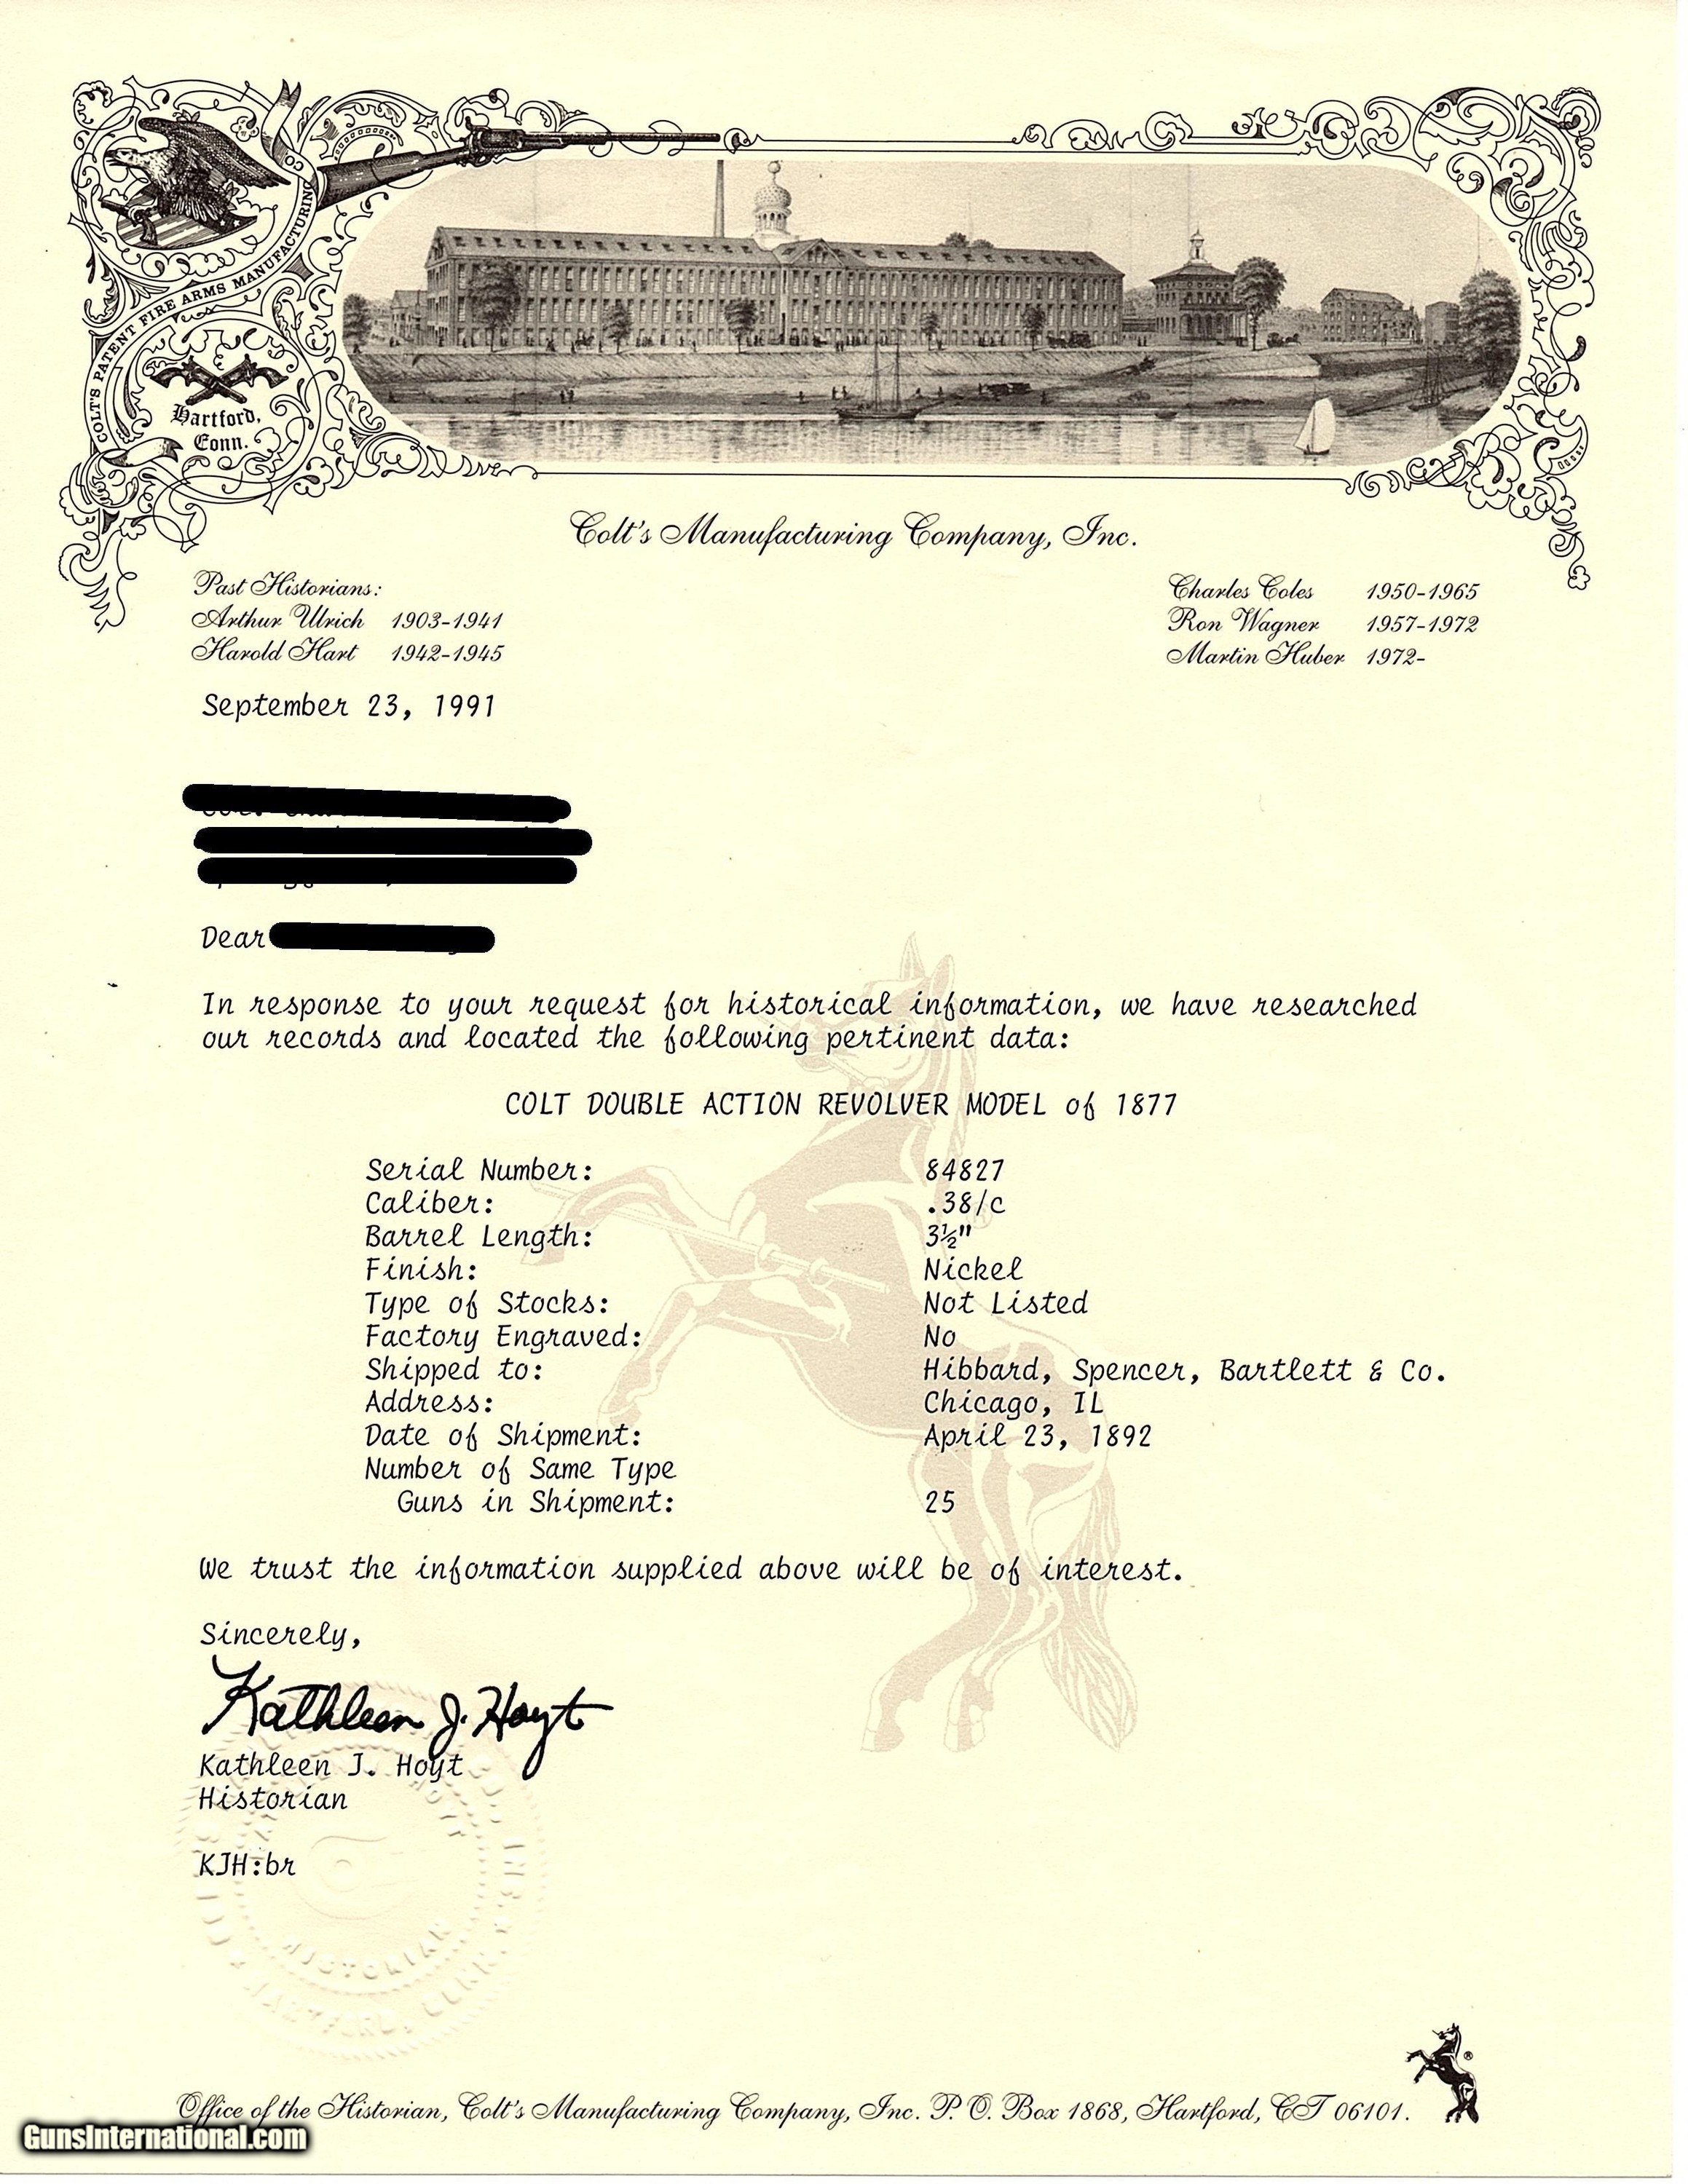 COLT'S PATENT FIRE ARMS MANUFACTURING CO
Hartford,
Conn.
Colt's Manufacturing Company, Inc.
Past Historians:
Arthur Ulrich 1903-1941
Harold Hart 1942-1945
Charles Coles 1950-1965
Ron Wagner 1957-1972
Martin Huber 1972-
September 23, 1991
Dear
In response to your request for historical information, we have researched
our records and located the following pertinent data:
COLT DOUBLE ACTION REVOLVER MODEL of 1877
Serial Number: 84827
Caliber: .38/c
Barrel Length: 3½"
Finish: Nickel
Type of Stocks: Not Listed
Factory Engraved: No
Shipped to: Hibbard, Spencer, Bartlett & Co.
Address: Chicago, IL
Date of Shipment: April 23, 1892
Number of Same Type
Guns in Shipment: 25
We trust the information supplied above will be of interest.
Sincerely,
Kathleen J. Hoyt
Kathleen J. Hoyt
Historian
KJH:br
HISTORIAN
HARTFORD, CONN.
®
Office of the Historian, Colt's Manufacturing Company, Inc. P. O. Box 1868, Hartford, CT 06101.
GunsInternational.com